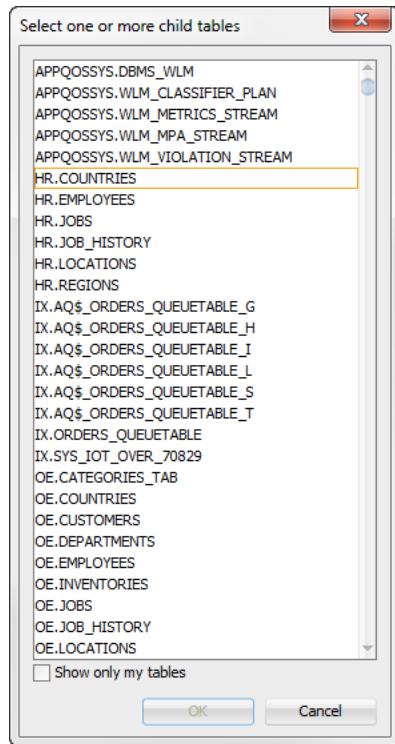 Select one or more child tables
APPQOSSYS.DBMS_WLM
APPQOSSYS.WLM_CLASSIFIER_PLAN
APPQOSSYS.WLM_METRICS_STREAM
APPQOSSYS.WLM_MPA_STREAM
APPQOSSYS.WLM_VIOLATION_STREAM
HR.COUNTRIES
HR.EMPLOYEES
HR.JOBS
HR.JOB_HISTORY
HR.LOCATIONS
HR.REGIONS
IX.AQ$_ORDERS_QUEUETABLE_G
IX.AQ$_ORDERS_QUEUETABLE_H
IX.AQ$_ORDERS_QUEUETABLE_I
IX.AQ$_ORDERS_QUEUETABLE_L
IX.AQ$_ORDERS_QUEUETABLE_S
IX.AQ$_ORDERS_QUEUETABLE_T
IX.ORDERS_QUEUETABLE
IX.SYS_IOT_OVER_70829
OE.CATEGORIES_TAB
OE.COUNTRIES
OE.CUSTOMERS
OE.DEPARTMENTS
OE.EMPLOYEES
OE.INVENTORIES
OE.JOBS
OE.JOB_HISTORY
OE.LOCATIONS
Show only my tables
OK Cancel